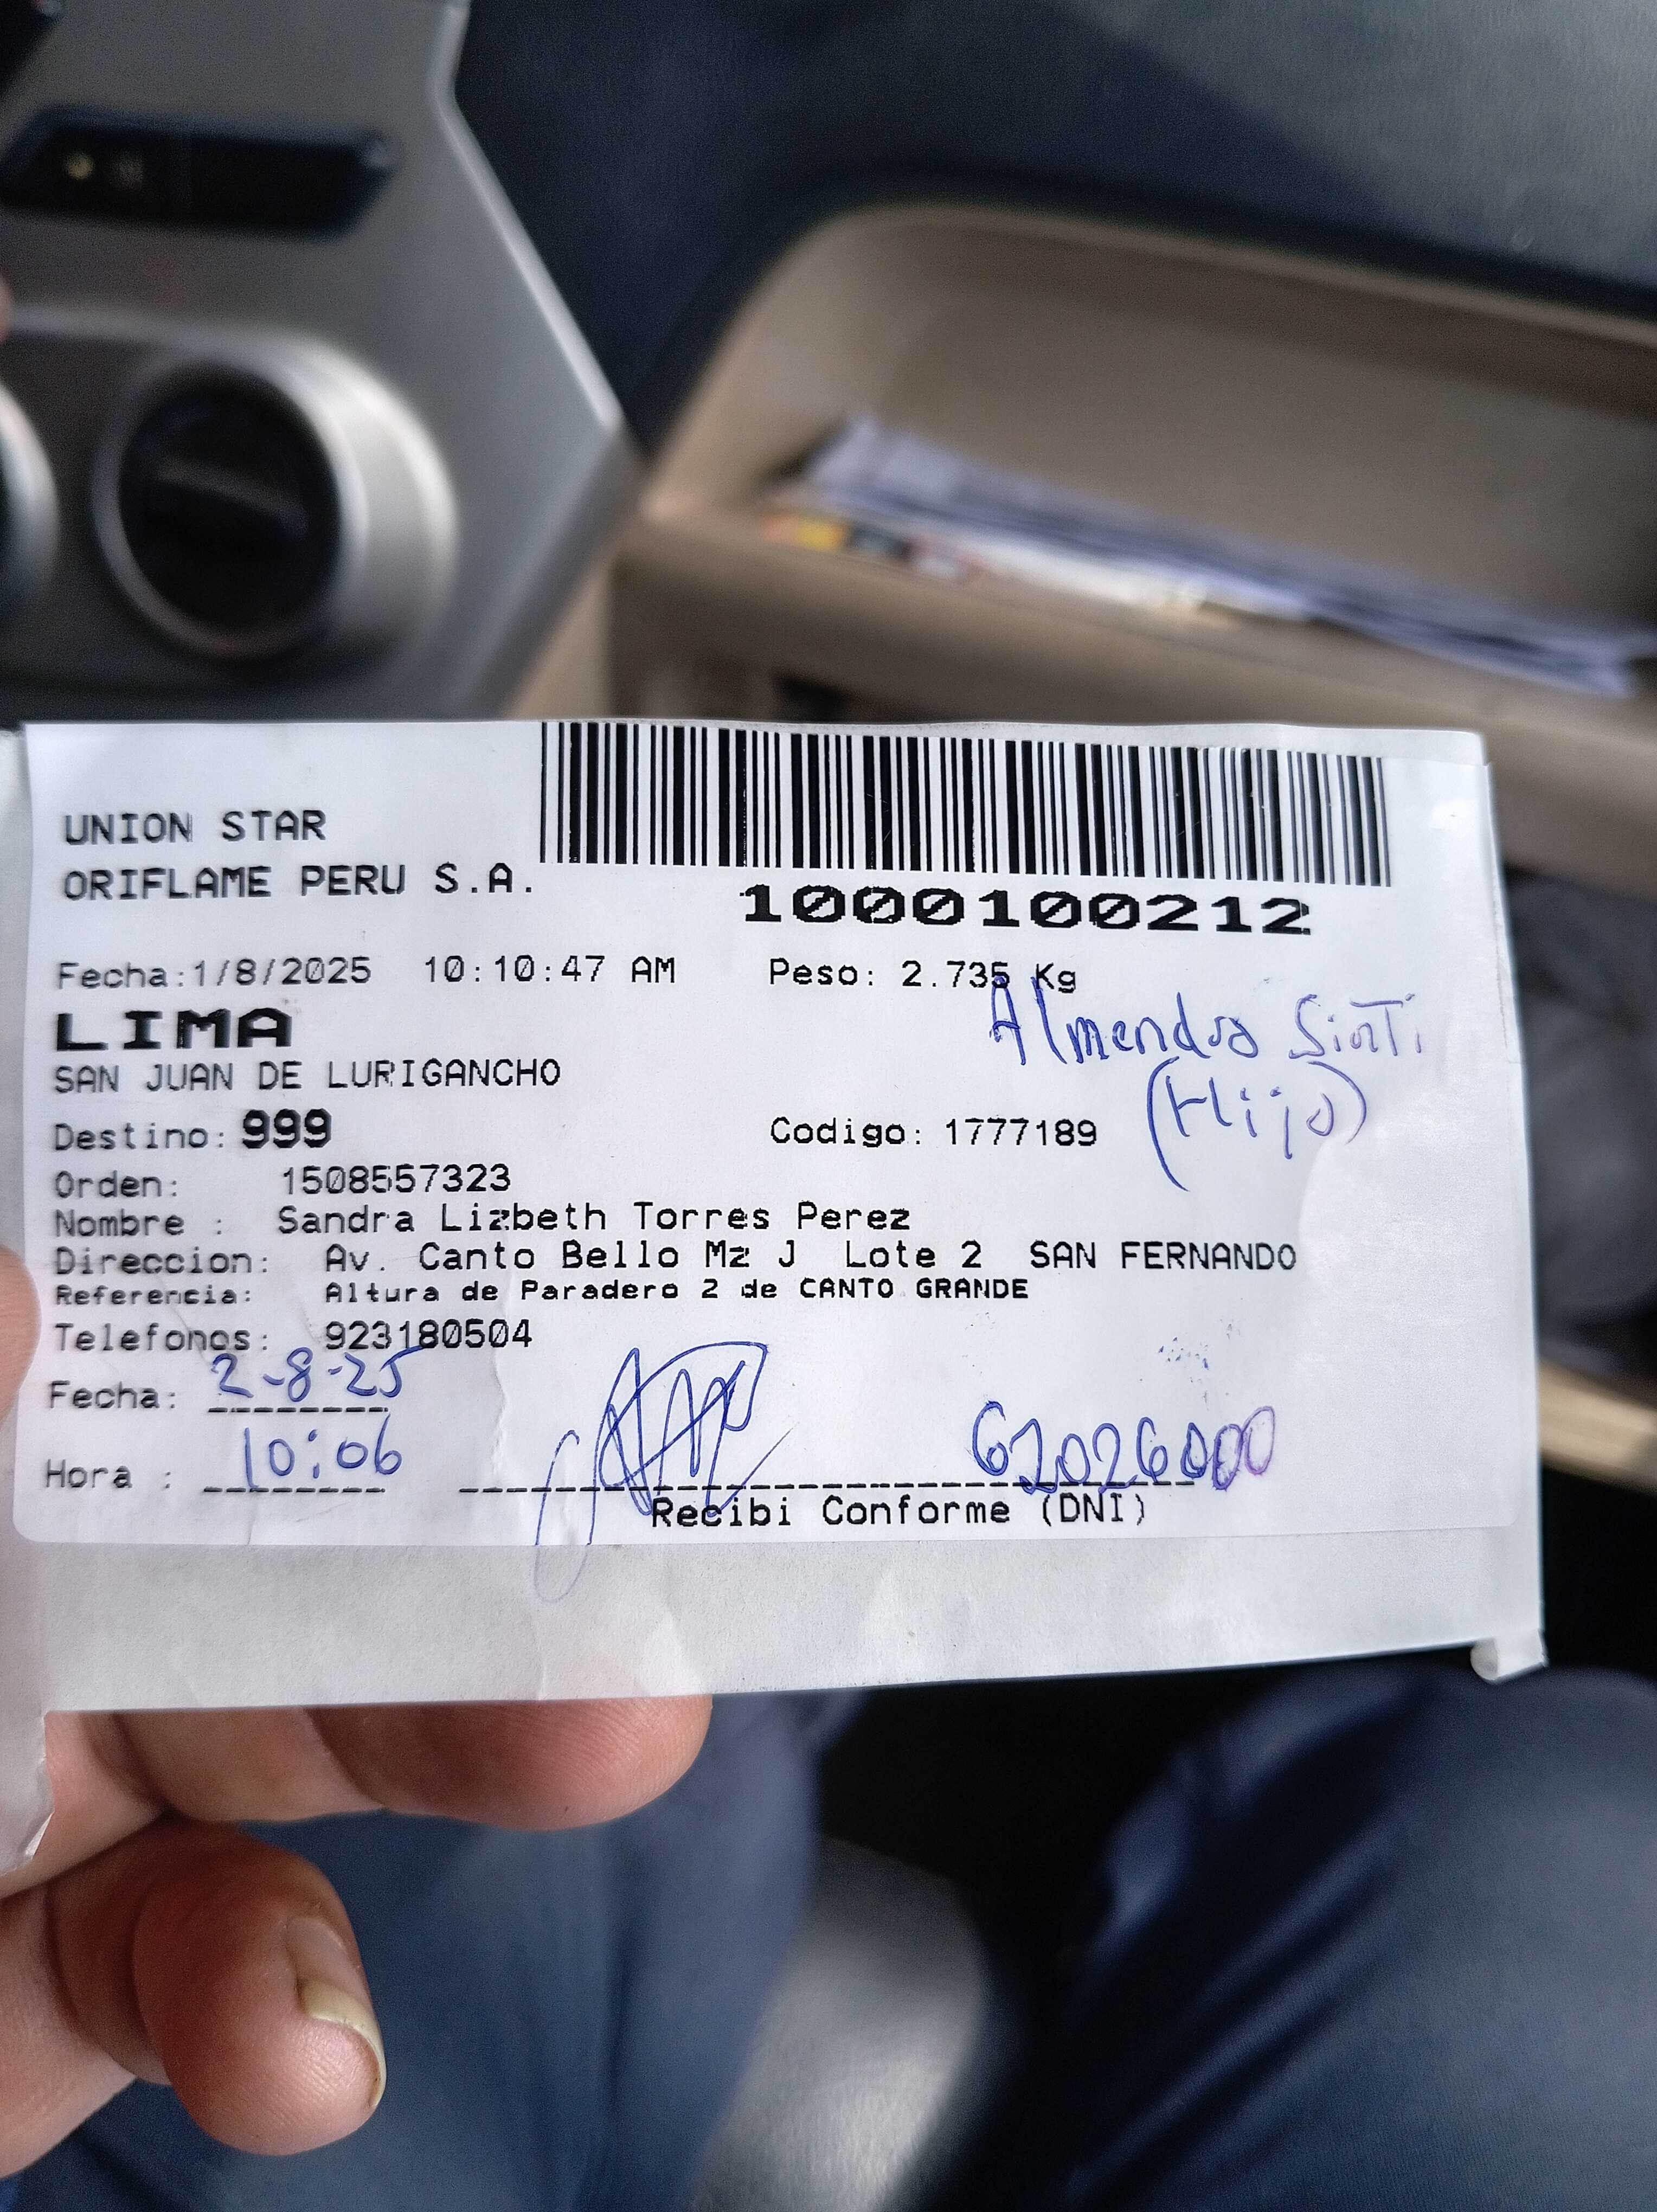 UNION STAR
ORIFLAME PERU S.A.
1000100212
Fecha:1/8/2025 10:10:47 AM Peso: 2.735 Kg
LIMA
Almendra Sinti
SAN JUAN DE LURIGANCHO
(Hijo)
Destino: 999 Codigo: 1777189
Orden: 1508557323
Nombre : Sandra Lizbeth Torres Perez
Direccion: Av. Canto Bello Mz J Lote 2 SAN FERNANDO
Referencia: Altura de Paradero 2 de CANTO GRANDE
Telefonos: 923180504
Fecha: 2-8-25
Hora : 10:06
Recibi Conforme (DNI)